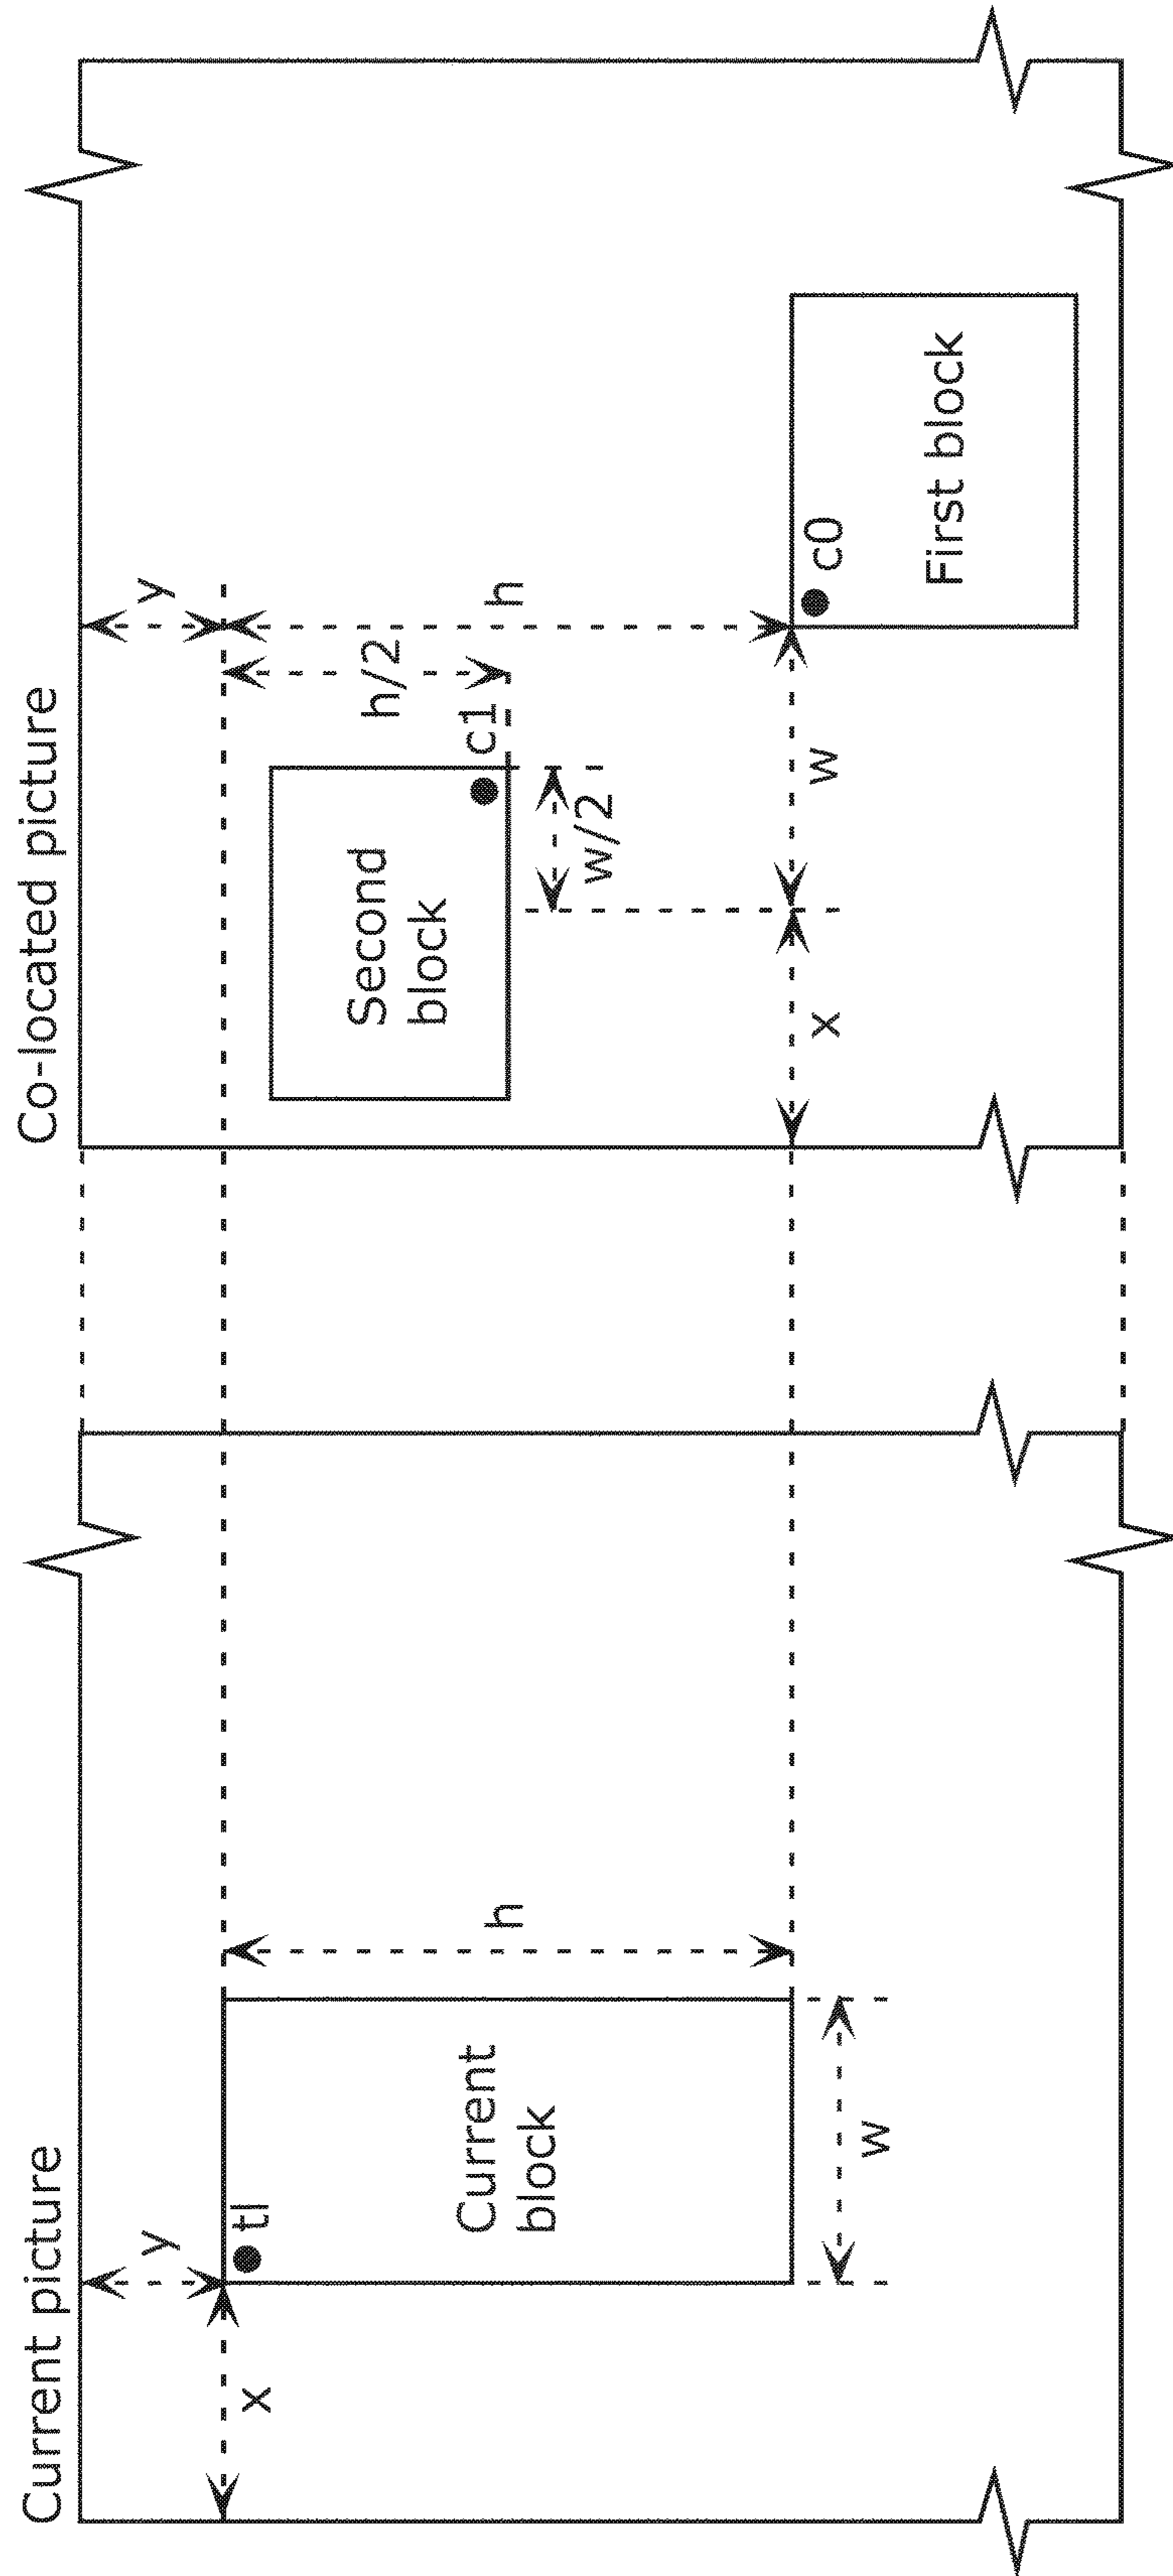 Current picture
Co-located picture
y
x
tl
Current
block
h
w
y
h/2
h
Second
block
c1
w/2
x
w
c0
First block